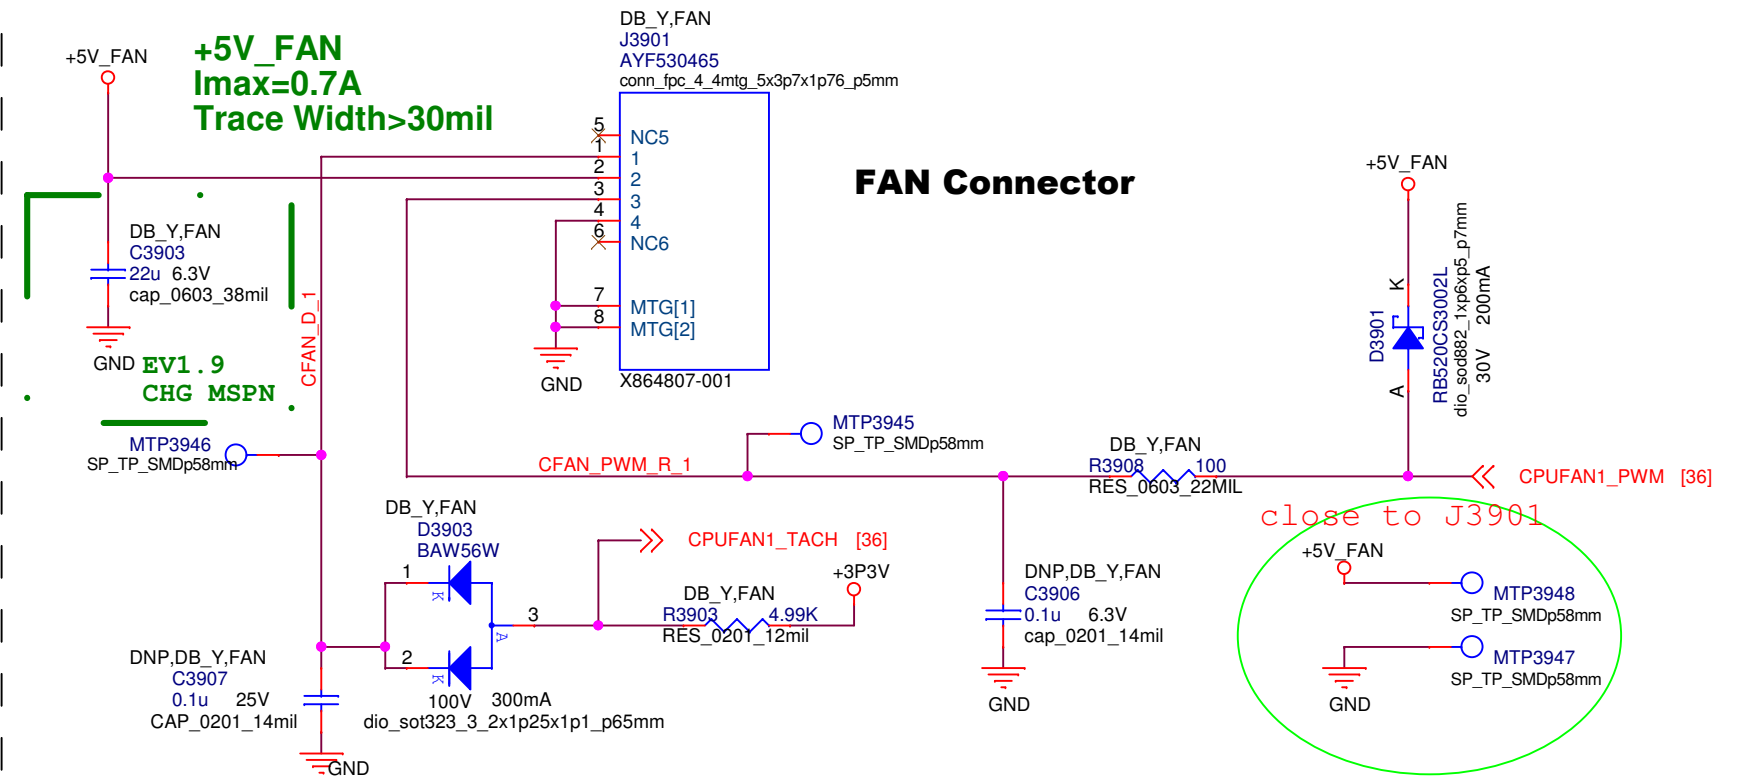 +5V_FAN
+5V_FAN
Imax=0.7A
Trace Width>30mil
DB_Y,FAN
J3901
AYF530465
conn_fpc_4_4mtg_5x3p7x1p76_p5mm
5
NC5
1
1
2
2
3
3
4
4
6
NC6
7
MTG[1]
8
MTG[2]
GND
X864807-001
FAN Connector
DB_Y,FAN
C3903
22u 6.3V
cap_0603_38mil
GND
EV1.9
CHG MSPN
CFAN_D_1
MTP3946
SP_TP_SMDp58mm
MTP3945
SP_TP_SMDp58mm
CFAN_PWM_R_1
DB_Y,FAN
R3908 100
RES_0603_22MIL
+5V_FAN
K
A
D3901
RB520CS3002L
dio_sod882_1xp6xp5_p7mm
30V 200mA
CPUFAN1_PWM [36]
close to J3901
+5V_FAN
MTP3948
SP_TP_SMDp58mm
MTP3947
SP_TP_SMDp58mm
GND
DB_Y,FAN
D3903
BAW56W
1
K
2
K
A
3
100V 300mA
dio_sot323_3_2x1p25x1p1_p65mm
CPUFAN1_TACH [36]
DB_Y,FAN
R3903 4.99K
RES_0201_12mil
+3P3V
DNP,DB_Y,FAN
C3906
0.1u 6.3V
cap_0201_14mil
GND
DNP,DB_Y,FAN
C3907
0.1u 25V
CAP_0201_14mil
GND